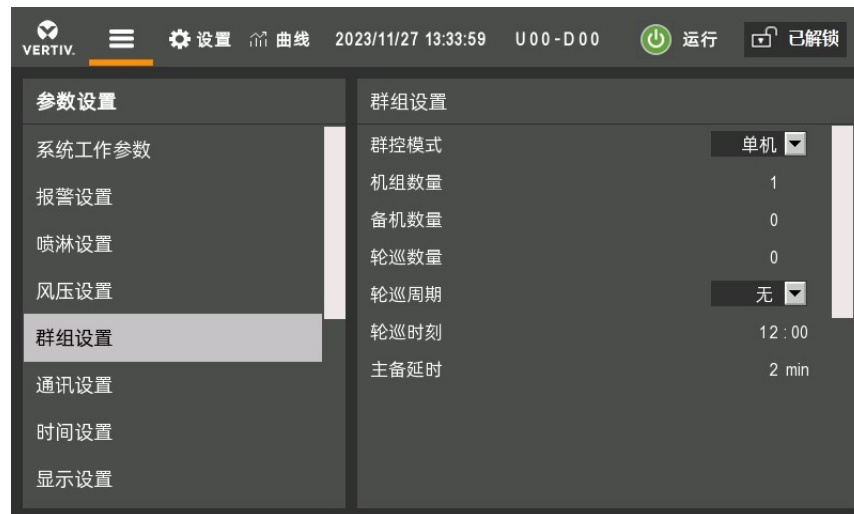 VERTIV. 设置 曲线 2023/11/27 13:33:59 U00-D00 运行 已解锁
参数设置
系统工作参数
报警设置
喷淋设置
风压设置
群组设置
通讯设置
时间设置
显示设置
群组设置
群控模式 单机
机组数量 1
备机数量 0
轮巡数量 0
轮巡周期 无
轮巡时刻 12:00
主备延时 2 min